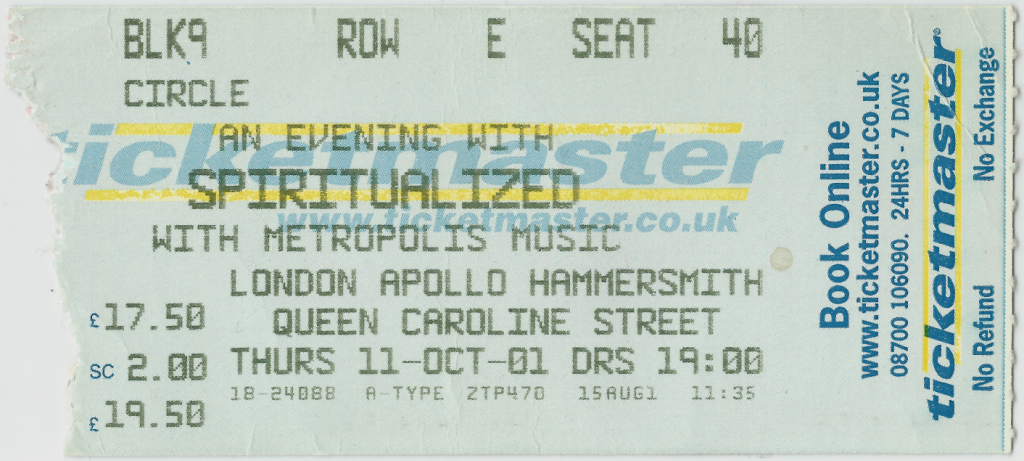 BLK9 ROW E SEAT 40
CIRCLE
ticketmaster
AN EVENING WITH
SPIRITUALIZED
www.ticketmaster.co.uk
WITH METROPOLIS MUSIC
LONDON APOLLO HAMMERSMITH
£17.50 QUEEN CAROLINE STREET
SC 2.00 THURS 11-OCT-01 DRS 19:00
18-24088 A-TYPE ZTP470 15AUG1 11:35
£19.50
Book Online
www.ticketmaster.co.uk
08700 106090. 24HRS - 7 DAYS
ticketmaster®
No Refund No Exchange